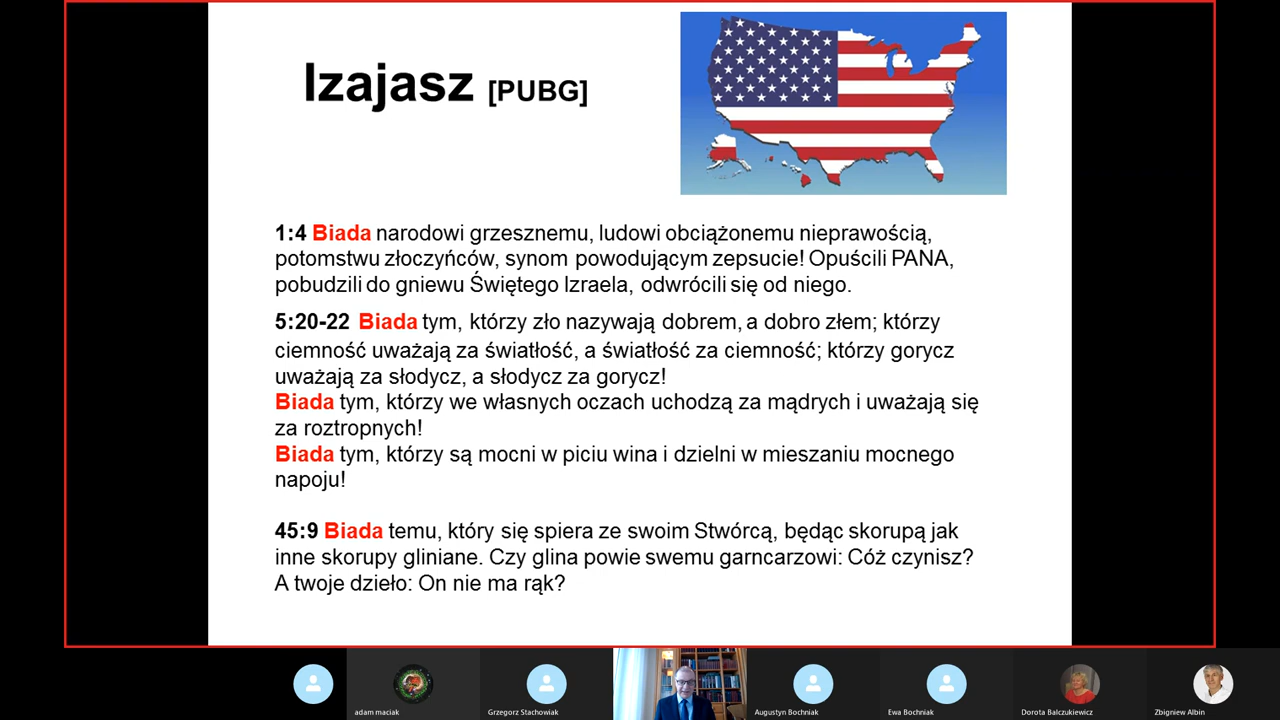 Izajasz [PUBG]
1:4 Biada narodowi grzesznemu, ludowi obciążonemu nieprawością,
potomstwu złoczyńców, synom powodującym zepsucie! Opuścili PANA,
pobudzili do gniewu Świętego Izraela, odwrócili się od niego.
5:20-22 Biada tym, którzy zło nazywają dobrem, a dobro złem; którzy
ciemność uważają za światłość, a światłość za ciemność; którzy gorycz
uważają za słodycz, a słodycz za gorycz!
Biada tym, którzy we własnych oczach uchodzą za mądrych i uważają się
za roztropnych!
Biada tym, którzy są mocni w piciu wina i dzielni w mieszaniu mocnego
napoju!
45:9 Biada temu, który się spiera ze swoim Stwórcą, będąc skorupą jak
inne skorupy gliniane. Czy glina powie swemu garncarzowi: Cóż czynisz?
A twoje dzieło: On nie ma rąk?
adam maciak
Grzegorz Stachowiak
Augustyn Bochniak
Ewa Bochniak
Dorota Balczukiewicz
Zbigniew Albin